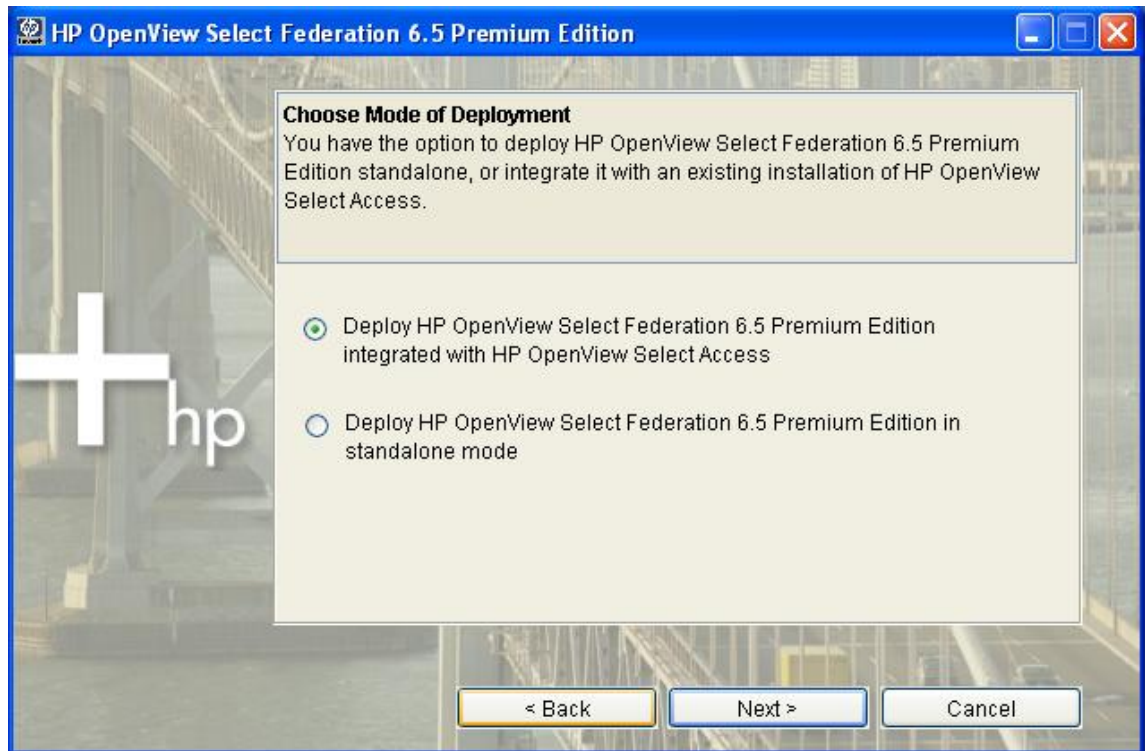 HP OpenView Select Federation 6.5 Premium Edition
Choose Mode of Deployment
You have the option to deploy HP OpenView Select Federation 6.5 Premium
Edition standalone, or integrate it with an existing installation of HP OpenView
Select Access.
Deploy HP OpenView Select Federation 6.5 Premium Edition
integrated with HP OpenView Select Access
hp
Deploy HP OpenView Select Federation 6.5 Premium Edition in
standalone mode
< Back
Next >
Cancel